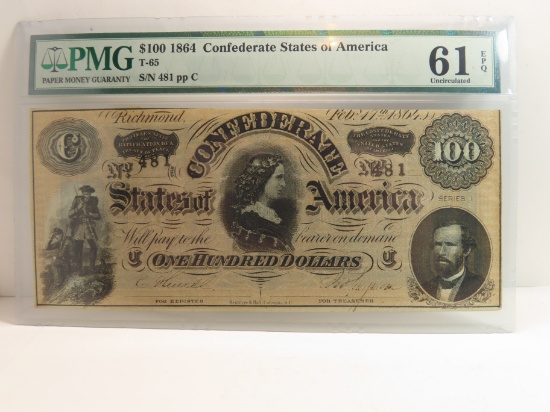 PMG
PAPER MONEY GUARANTY
$100 1864 Confederate States of America
T-65
S/N 481 pp C
61 EPQ
Uncirculated
Richmond, Feby. 17th 1864
CONFEDERATE
C
100
No 481
No 481
SERIES
States of America
Will pay to the bearer on demand
C
C
ONE HUNDRED DOLLARS
FOR REGISTER
FOR TREASURER